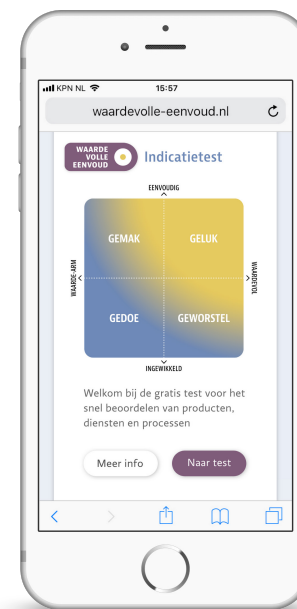 KPN NL
15:57
waardevolle-eenvoud.nl
WAARDE
VOLLE
EENVOUD
Indicatietest
EENVOUDIG
GEMAK
GELUK
WAARDE-ARM
WAARDEVOL
GEDOE
GEWORSTEL
INGEWIKKELD
Welkom bij de gratis test voor het
snel beoordelen van producten,
diensten en processen
Meer info
Naar test